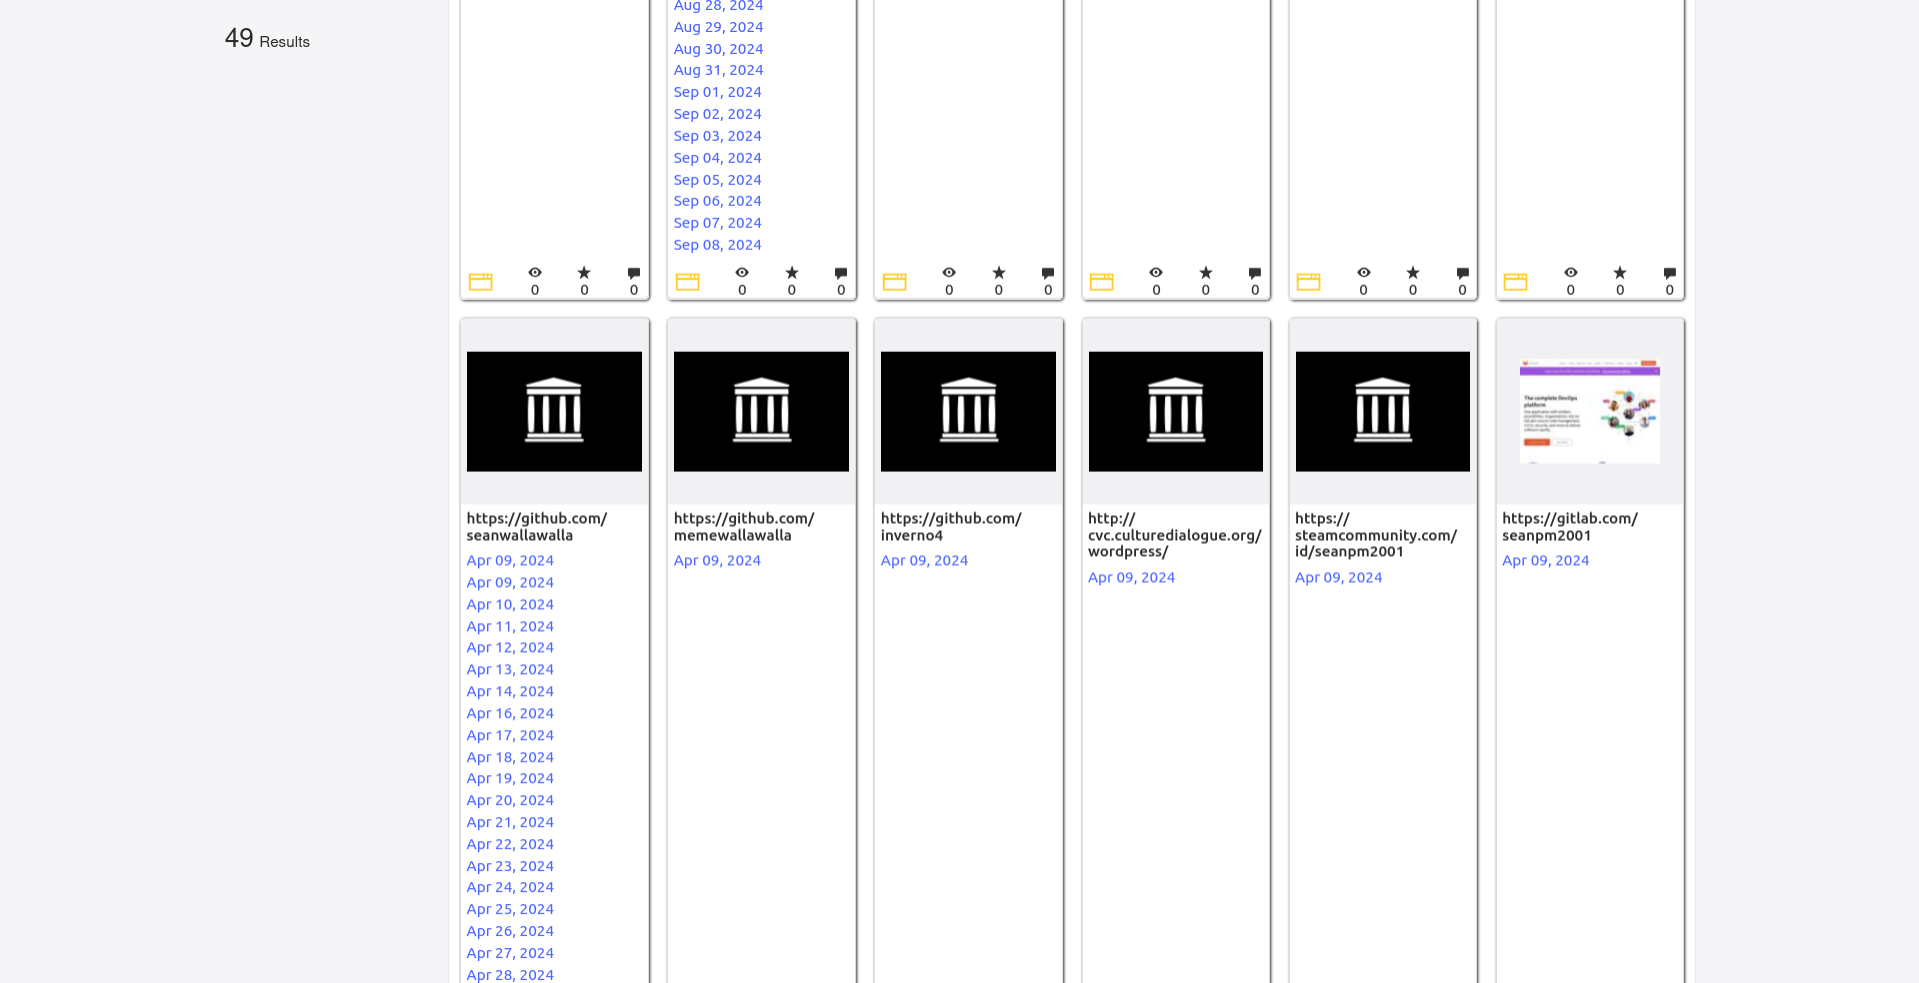 49 Results
Aug 28, 2024
Aug 29, 2024
Aug 30, 2024
Aug 31, 2024
Sep 01, 2024
Sep 02, 2024
Sep 03, 2024
Sep 04, 2024
Sep 05, 2024
Sep 06, 2024
Sep 07, 2024
Sep 08, 2024
0 0 0
0 0 0
0 0 0
0 0 0
0 0 0
0 0 0
https://github.com/
seanwallawalla
Apr 09, 2024
Apr 09, 2024
Apr 10, 2024
Apr 11, 2024
Apr 12, 2024
Apr 13, 2024
Apr 14, 2024
Apr 16, 2024
Apr 17, 2024
Apr 18, 2024
Apr 19, 2024
Apr 20, 2024
Apr 21, 2024
Apr 22, 2024
Apr 23, 2024
Apr 24, 2024
Apr 25, 2024
Apr 26, 2024
Apr 27, 2024
Apr 28, 2024
https://github.com/
memewallawalla
Apr 09, 2024
https://github.com/
inverno4
Apr 09, 2024
http://
cvc.culturedialogue.org/
wordpress/
Apr 09, 2024
https://
steamcommunity.com/
id/seanpm2001
Apr 09, 2024
The complete DevOps
platform
https://gitlab.com/
seanpm2001
Apr 09, 2024